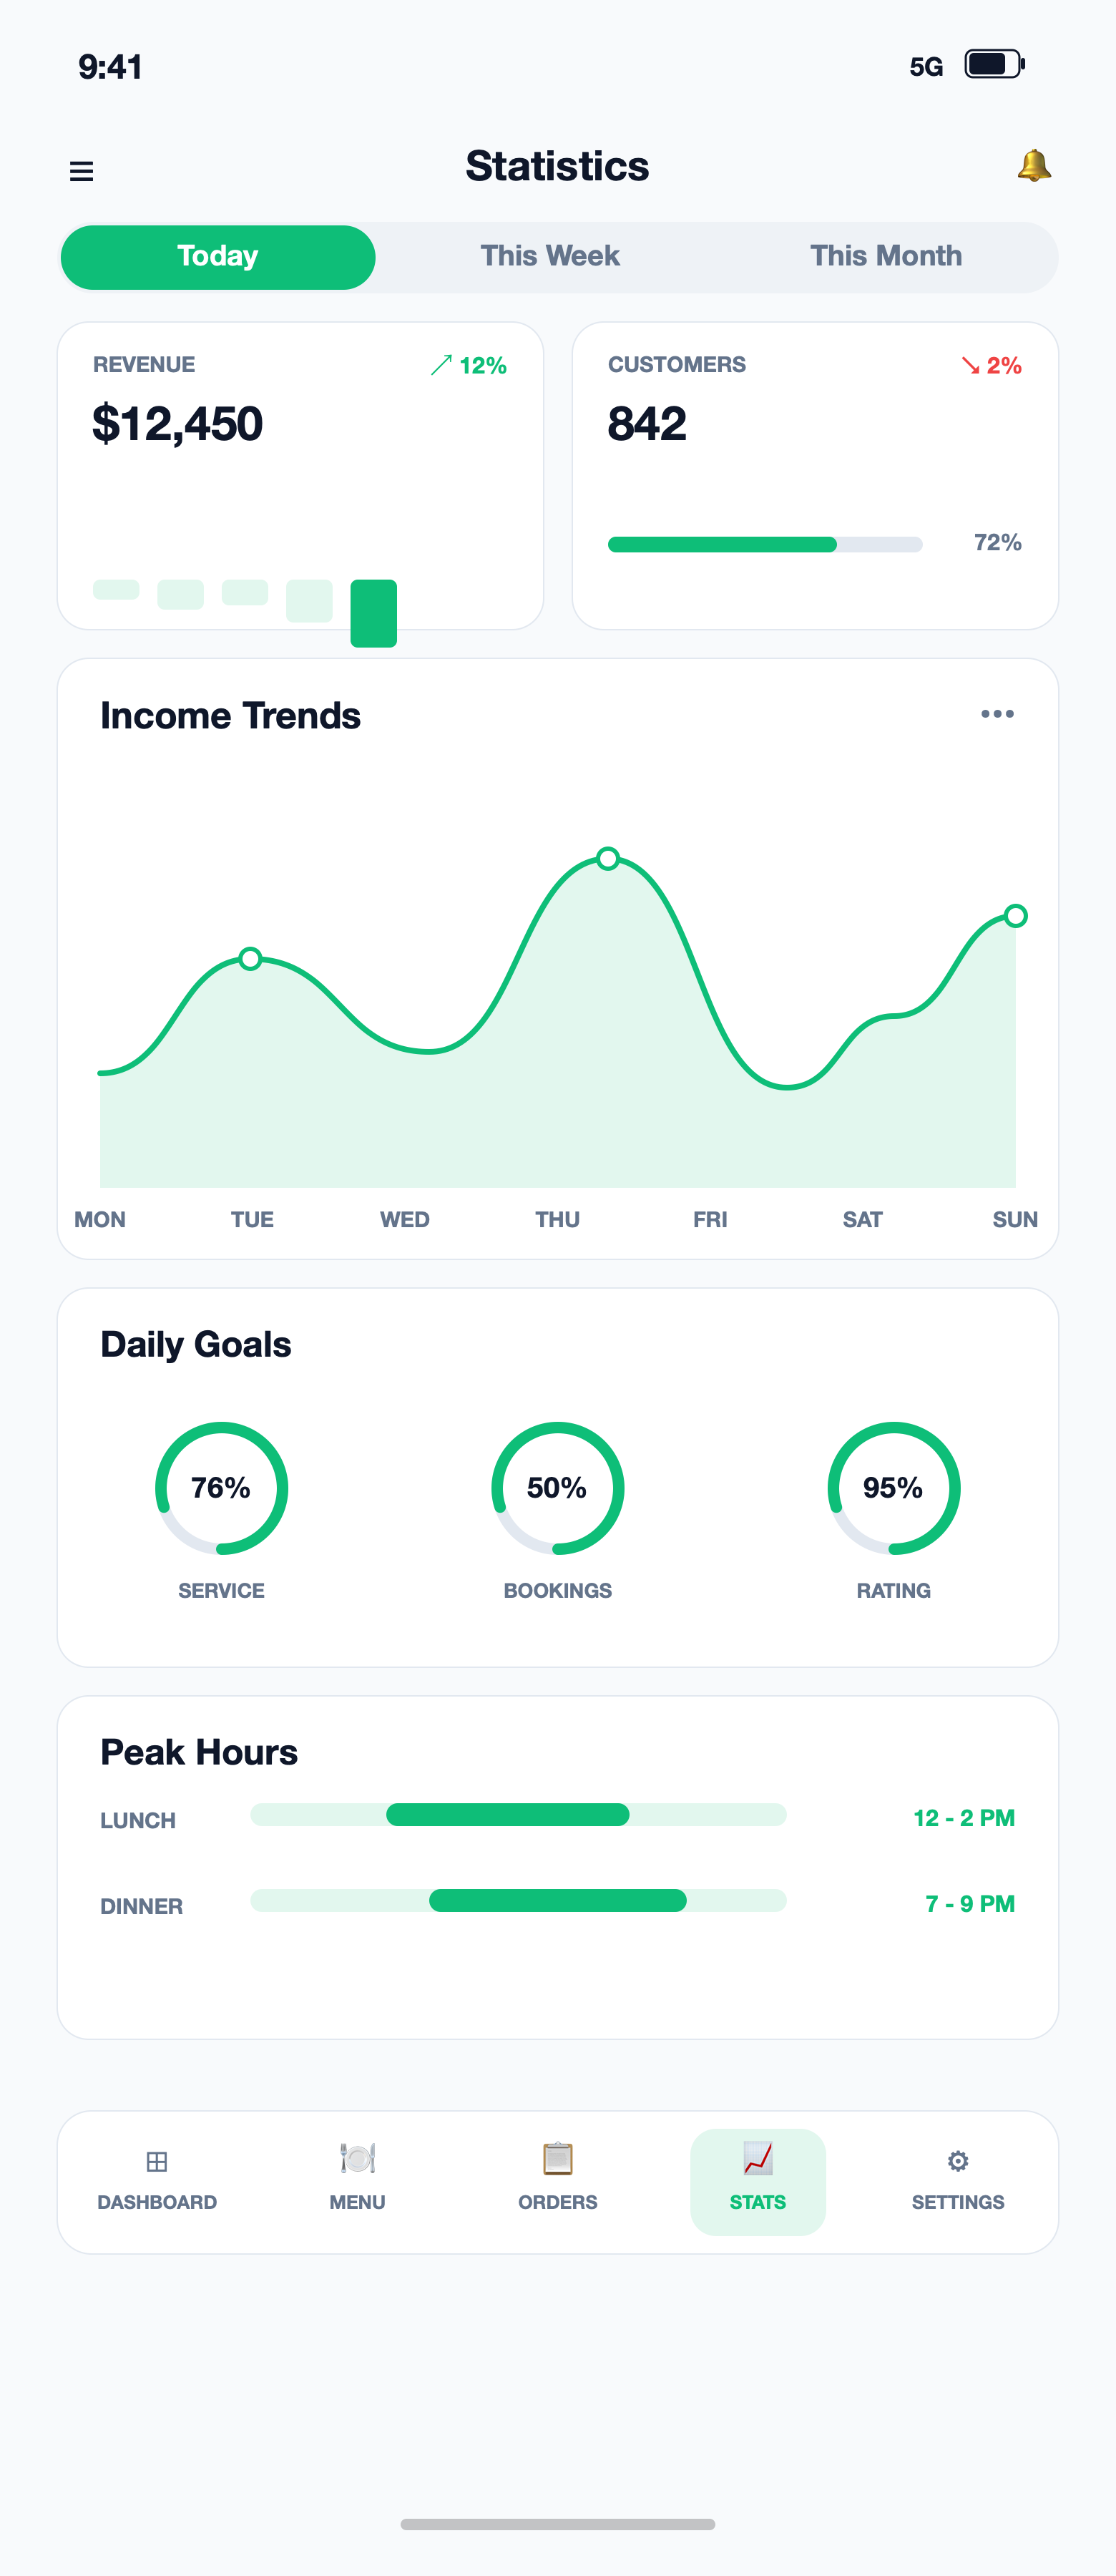 9:41
5G
Statistics
Today
This Week
This Month
REVENUE
↗ 12%
$12,450
CUSTOMERS
↘ 2%
842
72%
Income Trends
•••
MON
TUE
WED
THU
FRI
SAT
SUN
Daily Goals
76%
50%
95%
SERVICE
BOOKINGS
RATING
Peak Hours
LUNCH
12 - 2 PM
DINNER
7 - 9 PM
DASHBOARD
MENU
ORDERS
STATS
SETTINGS